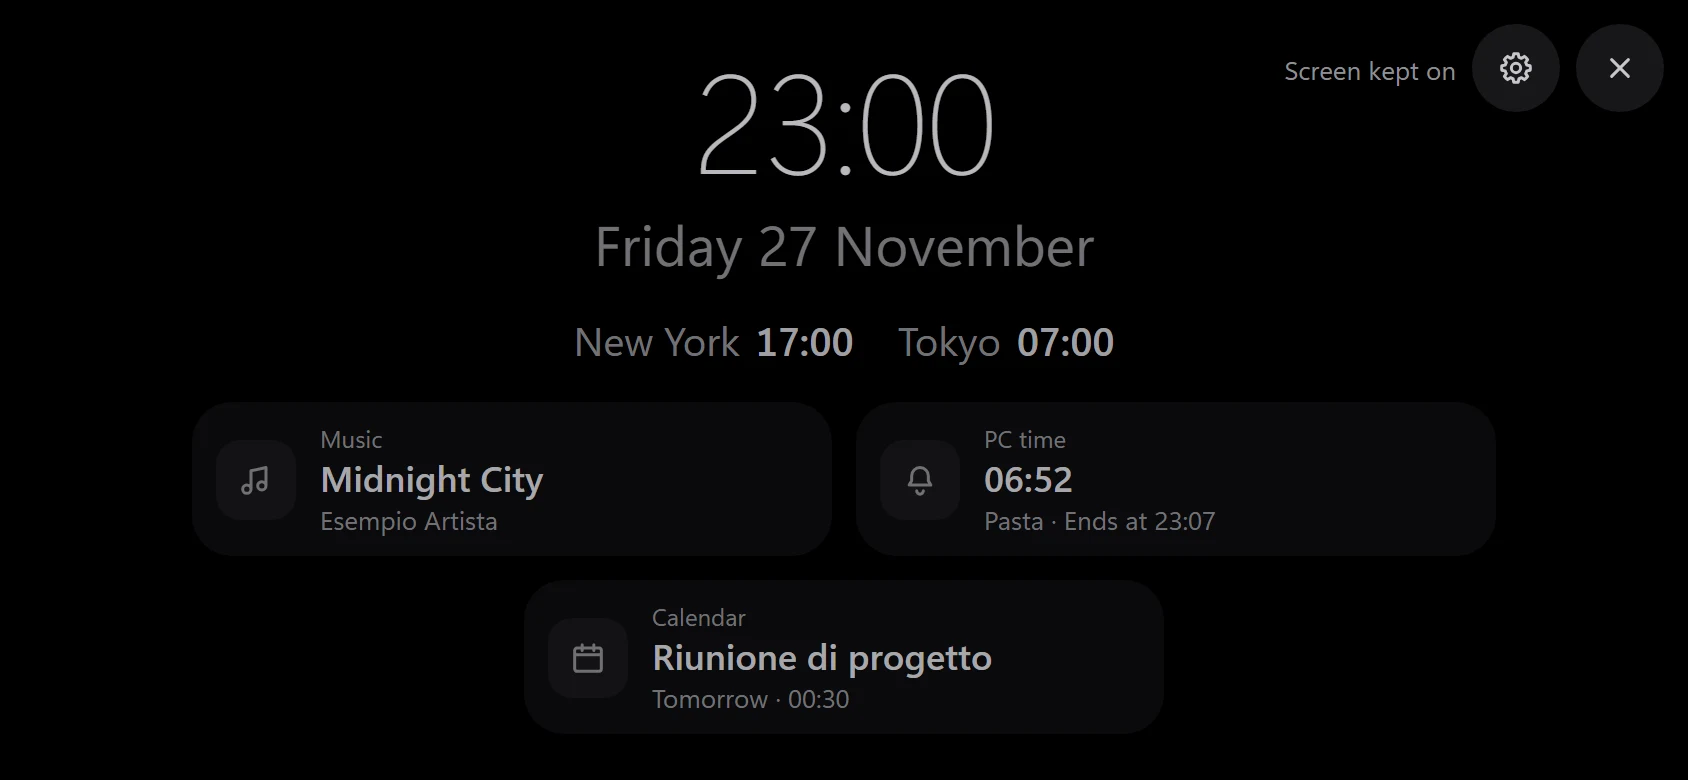 Screen kept on
23:00
Friday 27 November
New York 17:00 Tokyo 07:00
Music
Midnight City
Esempio Artista
PC time
06:52
Pasta · Ends at 23:07
Calendar
Riunione di progetto
Tomorrow · 00:30